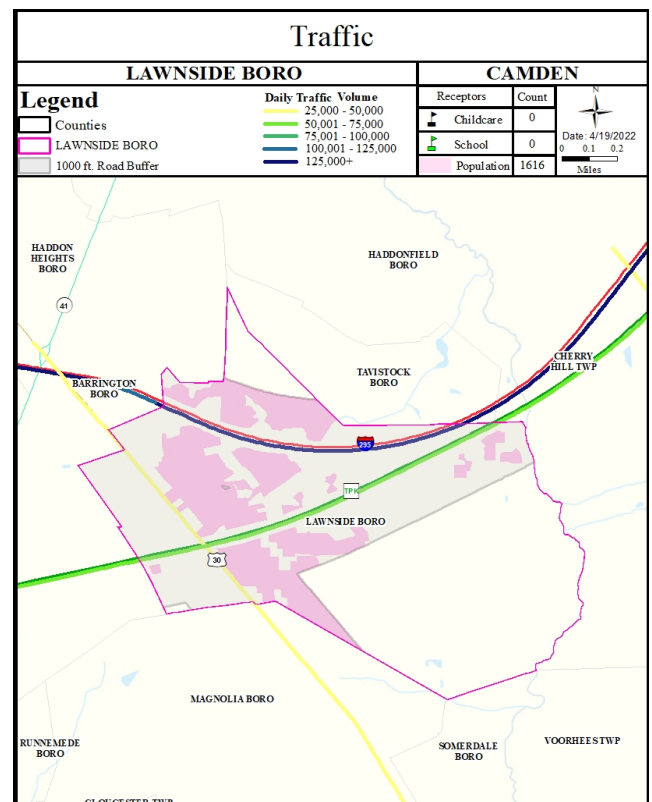 Traffic
LAWNSIDE BORO
CAMDEN
Legend
Counties
LAWNSIDE BORO
1000 ft. Road Buffer
Daily Traffic Volume
25,000 - 50,000
50,001 - 75,000
75,001 - 100,000
100,001 - 125,000
125,000+
Receptors Count
Childcare 0
School 0
Population 1616
N
Date: 4/19/2022
0 0.1 0.2
Miles
HADDON
HEIGHTS
BORO
HADDONFIELD
BORO
41
CHERRY
HILL TWP
TAVISTOCK
BORO
BARRINGTON
BORO
295
TPK
LAWNSIDE BORO
30
MAGNOLIA BORO
RUNNEMEDE
BORO
SOMERDALE
BORO
VOORHEES TWP
GLOUCESTER TWP